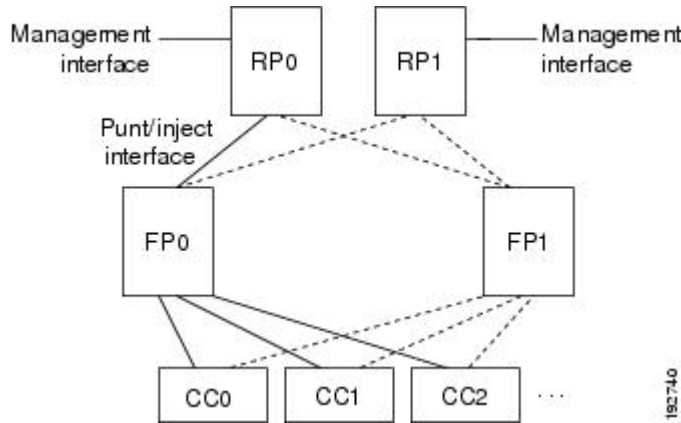 Management
interface
RP0
RP1
Management
interface
Punt/inject
interface
FP0
FP1
CC0
CC1
CC2
...
192740